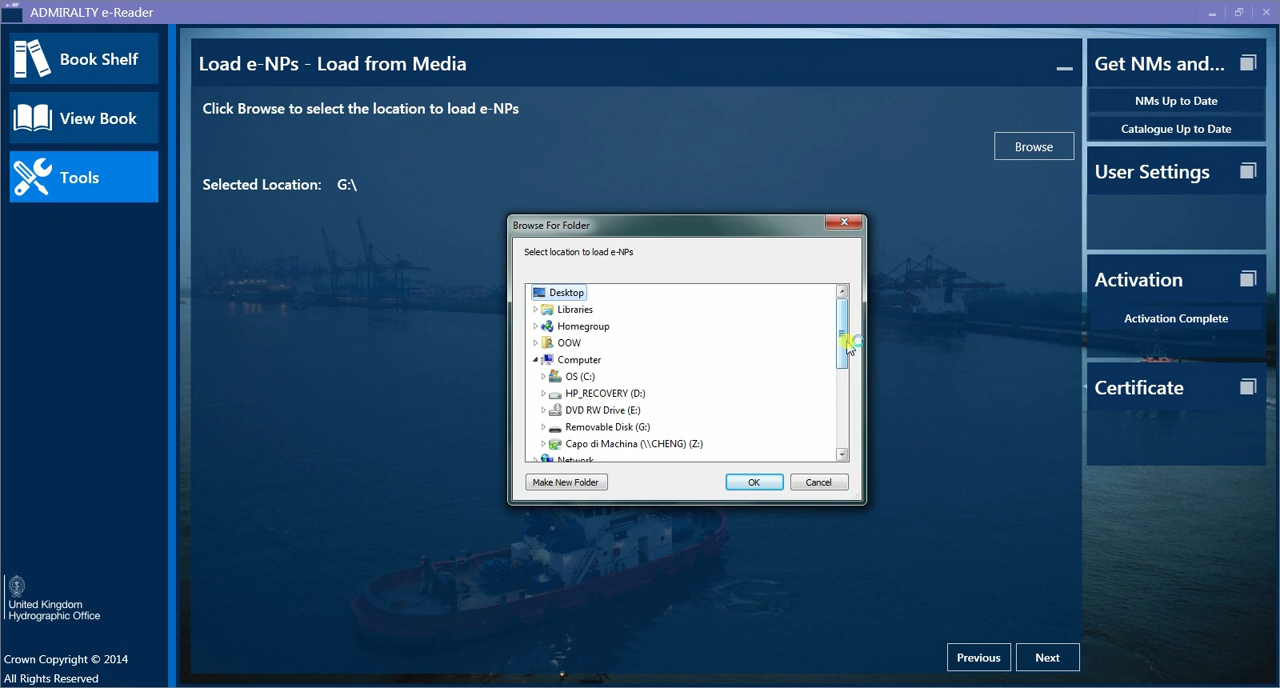 ADMIRALTY e-Reader
Book Shelf
View Book
Tools
United Kingdom
Hydrographic Office
Crown Copyright © 2014
All Rights Reserved
Load e-NPs - Load from Media
Click Browse to select the location to load e-NPs
Browse
Selected Location: G:\
Browse For Folder
Select location to load e-NPs
Desktop
Libraries
Homegroup
OOW
Computer
OS (C:)
HP_RECOVERY (D:)
DVD RW Drive (E:)
Removable Disk (G:)
Capo di Machina (\\CHENG) (Z:)
Network
Make New Folder
OK
Cancel
Previous
Next
Get NMs and...
NMs Up to Date
Catalogue Up to Date
User Settings
Activation
Activation Complete
Certificate